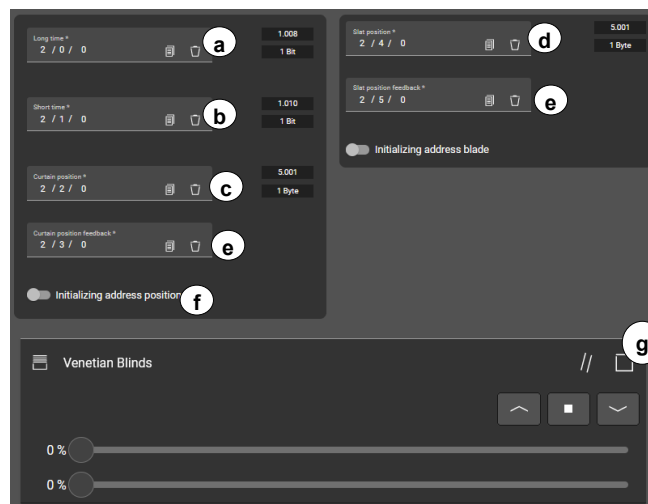 Long time *
2 / 0 / 0
a
1.008
1 Bit
Short time *
2 / 1 / 0
b
1.010
1 Bit
Curtain position *
2 / 2 / 0
c
5.001
1 Byte
Curtain position feedback *
2 / 3 / 0
e
Initializing address position
f
Slat position *
2 / 4 / 0
d
5.001
1 Byte
Slat position feedback *
2 / 5 / 0
e
Initializing address blade
g
Venetian Blinds
0 %
0 %